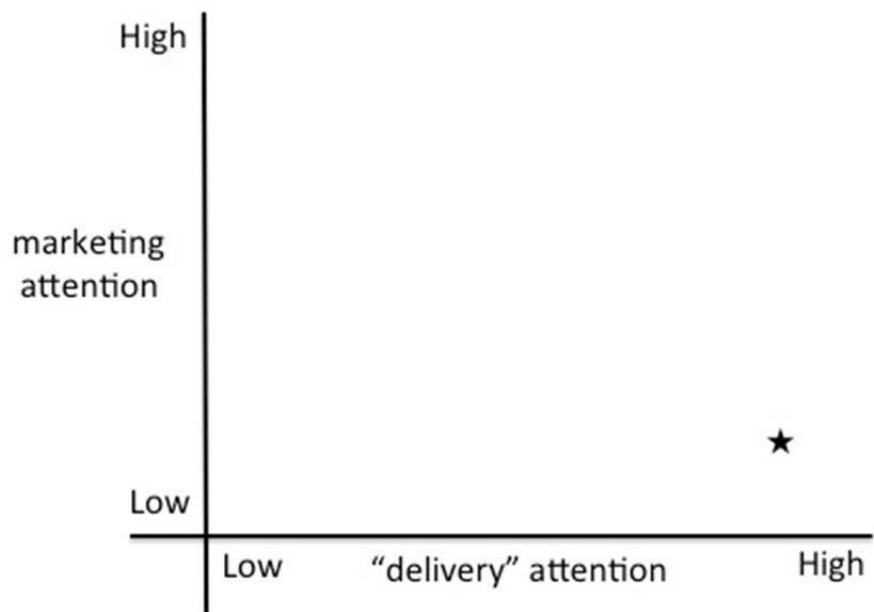 High
marketing
attention
Low
Low
“delivery” attention
High